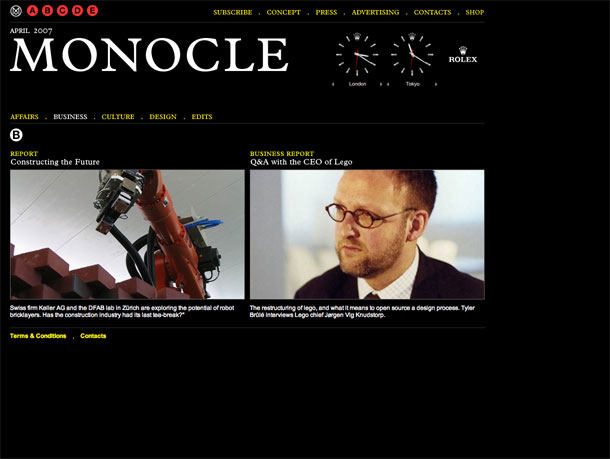 A B C D E
SUBSCRIBE . CONCEPT . PRESS . ADVERTISING . CONTACTS . SHOP
APRIL 2007
MONOCLE
London
Tokyo
ROLEX
AFFAIRS . BUSINESS . CULTURE . DESIGN . EDITS
B
REPORT
Constructing the Future
BUSINESS REPORT
Q&A with the CEO of Lego
Swiss firm Keller AG and the DFAB lab in Zürich are exploring the potential of robot
bricklayers. Has the construction industry had its last tea-break?"
The restructuring of lego, and what it means to open source a design process. Tyler
Brûlé interviews Lego chief Jørgen Vig Knudstorp.
Terms & Conditions . Contacts